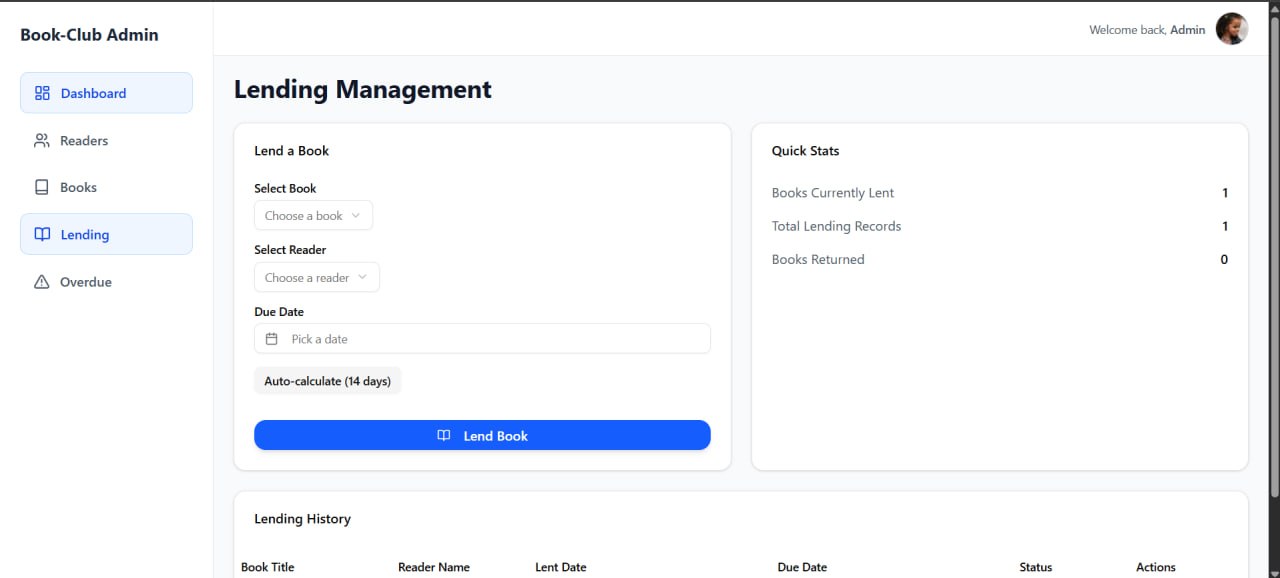 Book-Club Admin
Welcome back, Admin
Dashboard
Readers
Books
Lending
Overdue
Lending Management
Lend a Book
Select Book
Choose a book
Select Reader
Choose a reader
Due Date
Pick a date
Auto-calculate (14 days)
Lend Book
Quick Stats
Books Currently Lent 1
Total Lending Records 1
Books Returned 0
Lending History
Book Title Reader Name Lent Date Due Date Status Actions